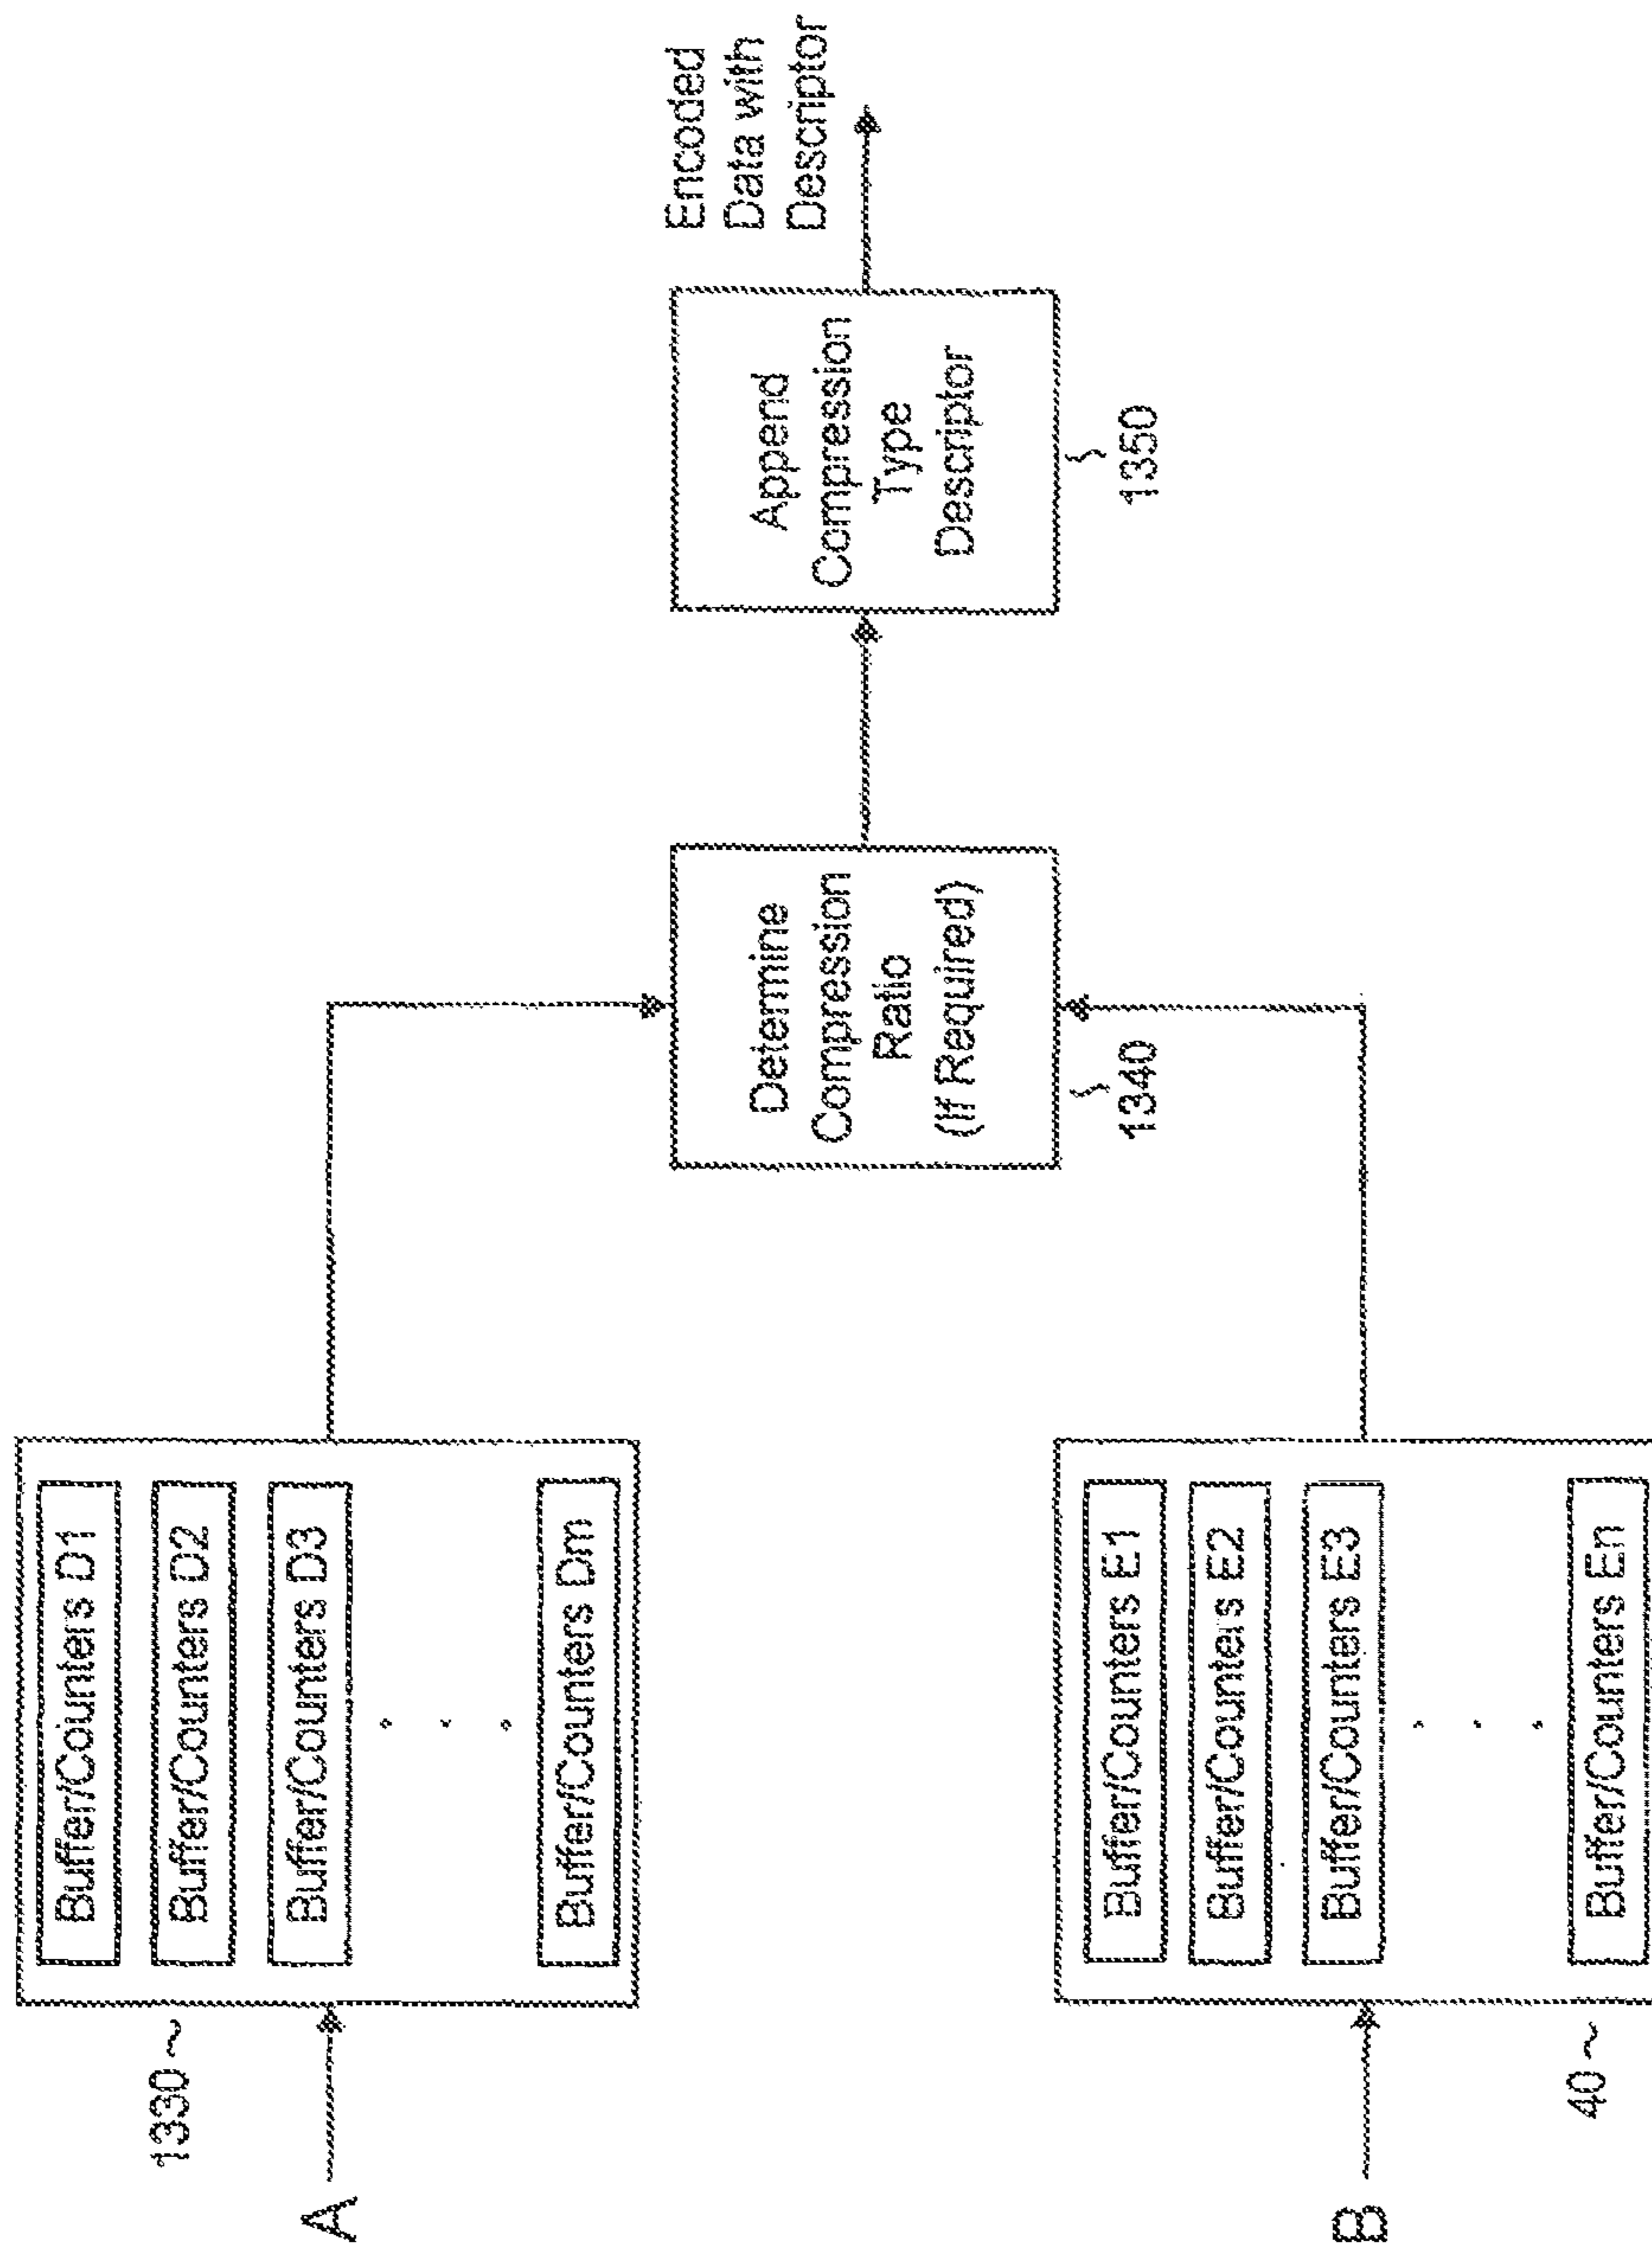 1330
A
Buffer/Counters D1
Buffer/Counters D2
Buffer/Counters D3
Buffer/Counters Dm
B
40
Buffer/Counters E1
Buffer/Counters E2
Buffer/Counters E3
Buffer/Counters En
Determine
Compression
Ratio
(If Required)
1340
Append
Compression
Type
Descriptor
1350
Encoded
Data with
Descriptor